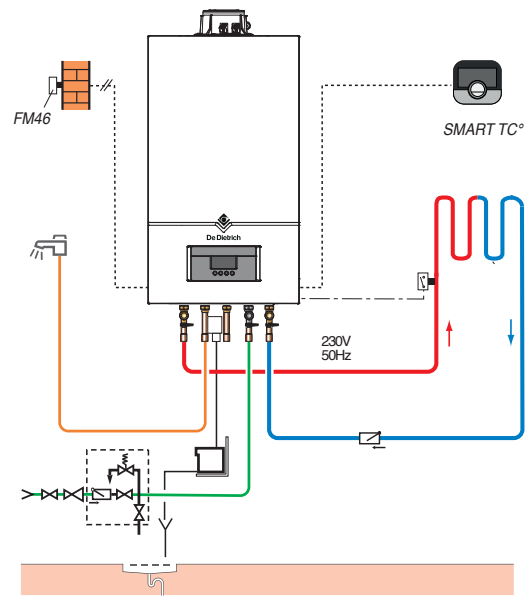 FM46
SMART TC°
De Dietrich
230V
50Hz